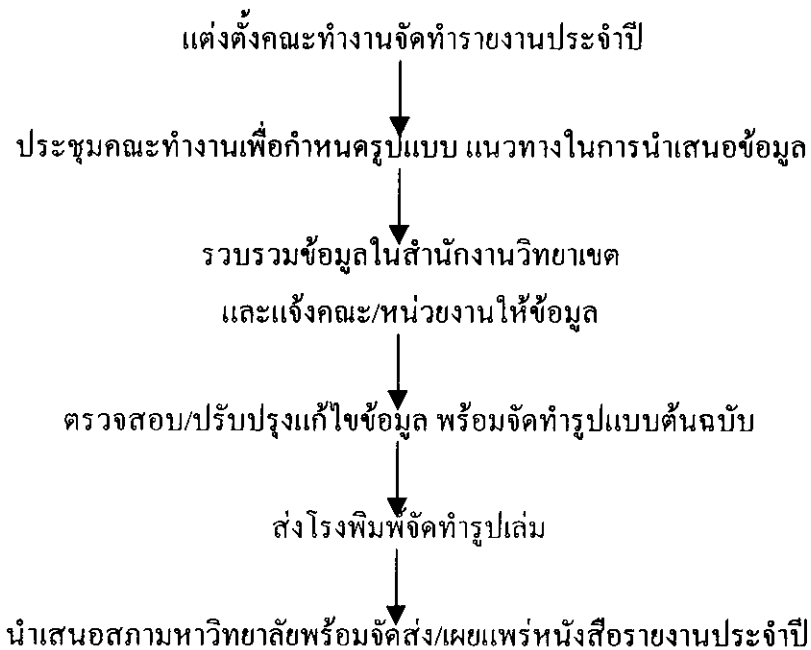 แต่งตั้งคณะทำงานจัดทำรายงานประจำปี
ประชุมคณะทำงานเพื่อกำหนดรูปแบบ แนวทางในการนำเสนอข้อมูล
รวบรวมข้อมูลในสำนักงานวิทยาเขต
และแจ้งคณะ/หน่วยงานให้ข้อมูล
ตรวจสอบ/ปรับปรุงแก้ไขข้อมูล พร้อมจัดทำรูปแบบต้นฉบับ
ส่งโรงพิมพ์จัดทำรูปเล่ม
นำเสนอสภามหาวิทยาลัยพร้อมจัดส่ง/เผยแพร่หนังสือรายงานประจำปี